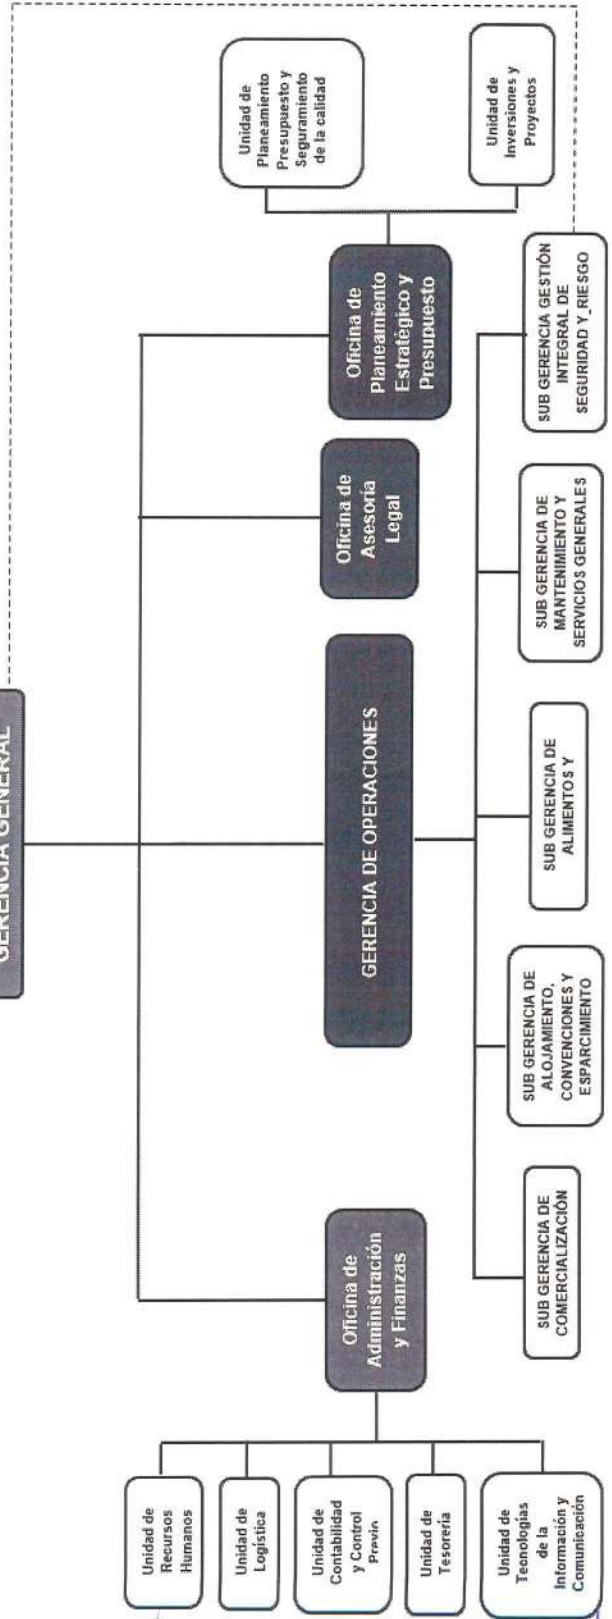 GERENCIA GENERAL
Oficina de
Administración
y Finanzas
GERENCIA DE OPERACIONES
Oficina de
Asesoría
Legal
Oficina de
Planeamiento
Estratégico y
Presupuesto
Unidad de
Recursos
Humanos
Unidad de
Logística
Unidad de
Contabilidad
y Control
Previo
Unidad de
Tesorería
Unidad de
Tecnologías
de la
Información y
Comunicación
Unidad de
Planeamiento
Presupuesto y
Seguramiento
de la calidad
Unidad de
Inversiones y
Proyectos
SUB GERENCIA DE
COMERCIALIZACIÓN
SUB GERENCIA DE
ALOJAMIENTO,
CONVENCIONES Y
ESPARCIMIENTO
SUB GERENCIA DE
ALIMENTOS Y
SUB GERENCIA DE
MANTENIMIENTO Y
SERVICIOS GENERALES
SUB GERENCIA GESTIÓN
INTEGRAL DE
SEGURIDAD Y_RIESGO